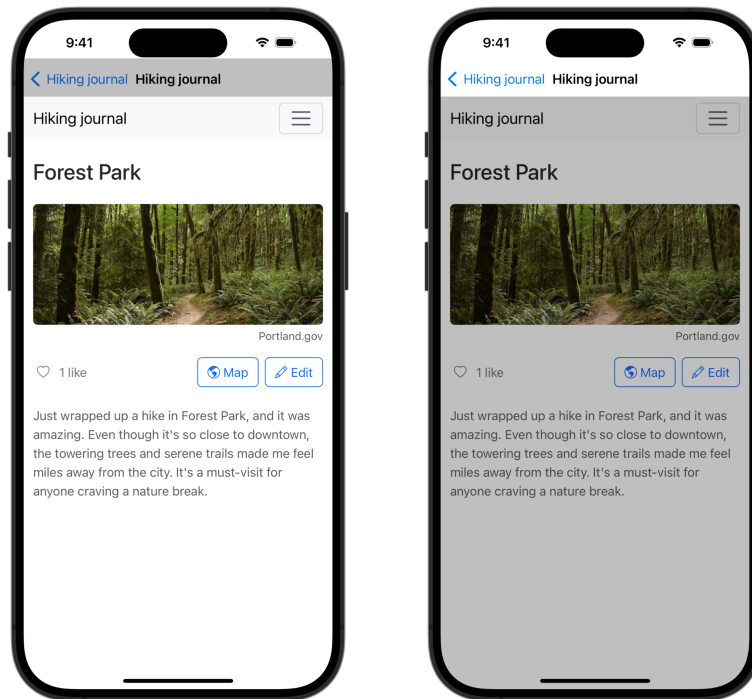 9:41
Hiking journal Hiking journal
Hiking journal
Forest Park
Portland.gov
1 like Map Edit
Just wrapped up a hike in Forest Park, and it was
amazing. Even though it's so close to downtown,
the towering trees and serene trails made me feel
miles away from the city. It's a must-visit for
anyone craving a nature break.
9:41
Hiking journal Hiking journal
Hiking journal
Forest Park
Portland.gov
1 like Map Edit
Just wrapped up a hike in Forest Park, and it was
amazing. Even though it's so close to downtown,
the towering trees and serene trails made me feel
miles away from the city. It's a must-visit for
anyone craving a nature break.